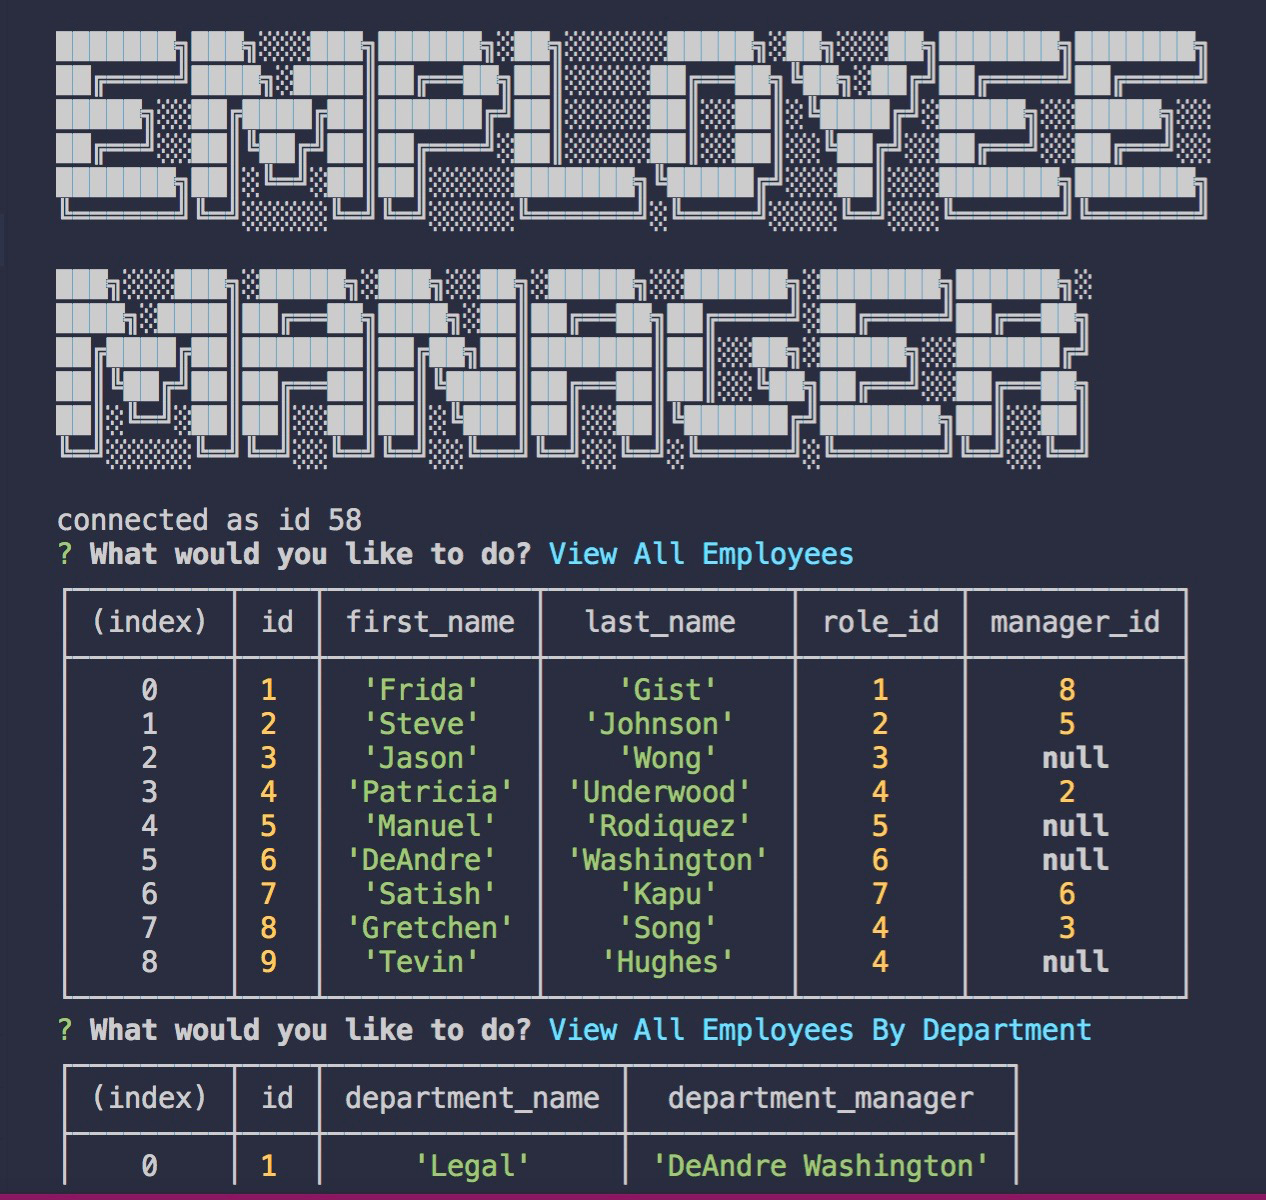 EMPLOYEE
MANAGER
connected as id 58
? What would you like to do? View All Employees
(index) id first_name last_name role_id manager_id
0 1 'Frida' 'Gist' 1 8
1 2 'Steve' 'Johnson' 2 5
2 3 'Jason' 'Wong' 3 null
3 4 'Patricia' 'Underwood' 4 2
4 5 'Manuel' 'Rodiquez' 5 null
5 6 'DeAndre' 'Washington' 6 null
6 7 'Satish' 'Kapu' 7 6
7 8 'Gretchen' 'Song' 4 3
8 9 'Tevin' 'Hughes' 4 null
? What would you like to do? View All Employees By Department
(index) id department_name department_manager
0 1 'Legal' 'DeAndre Washington'